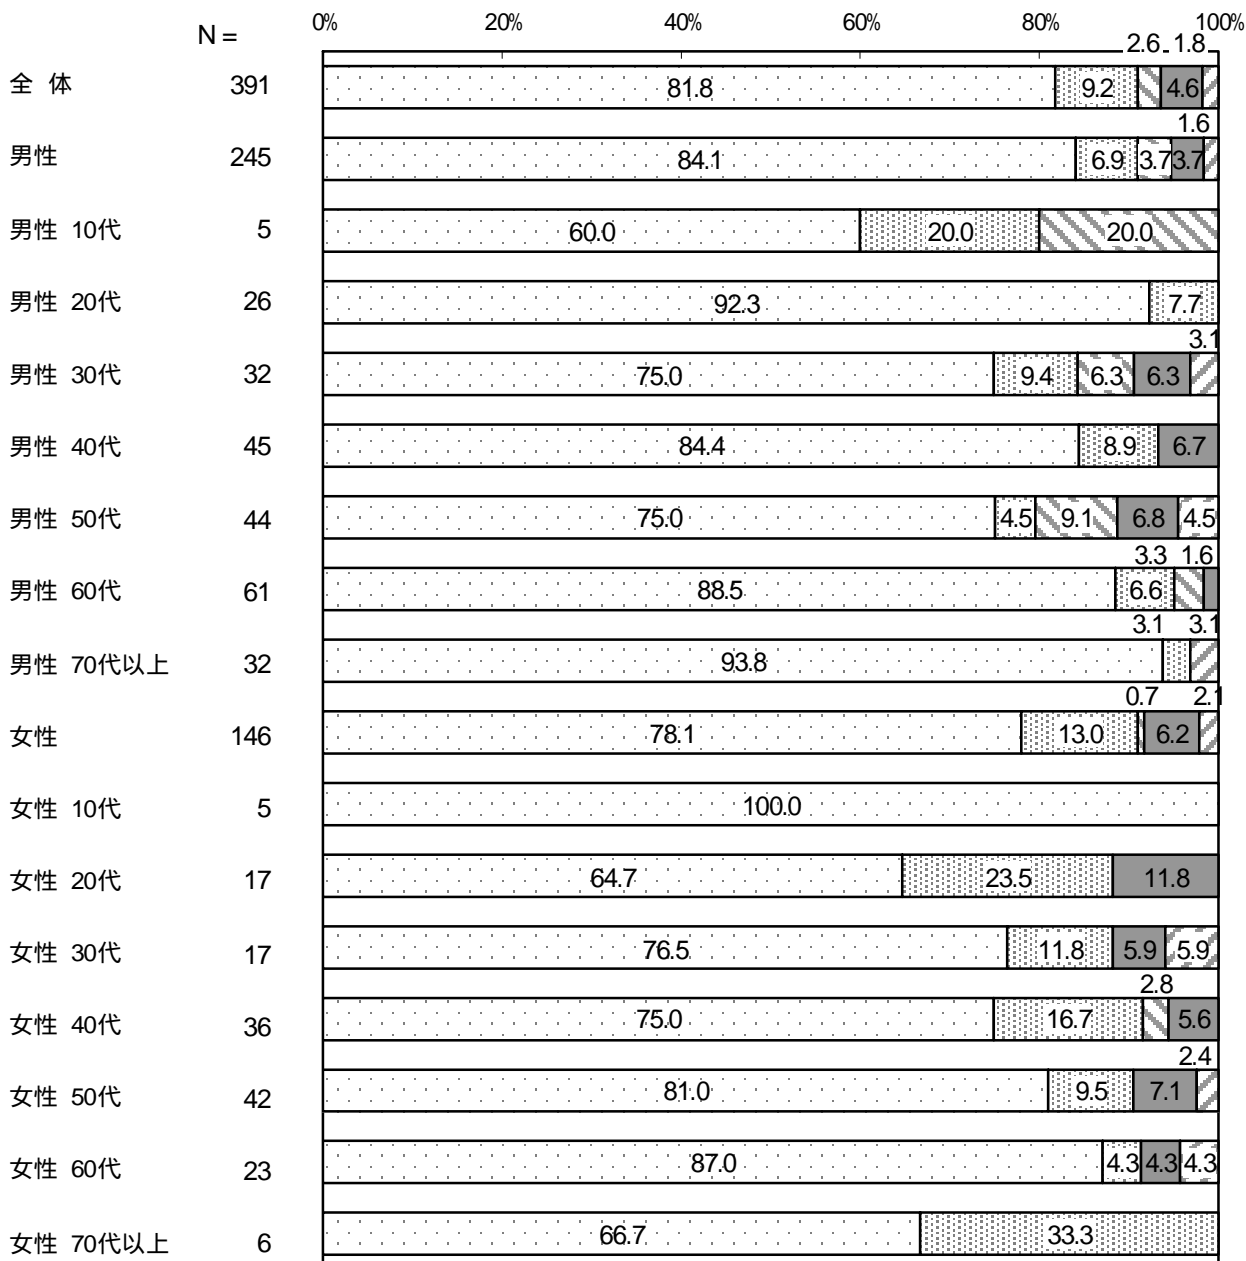 0% 20% 40% 60% 80% 100%
N =
2.6 1.8
全 体 391 81.8 9.2 4.6
1.6
男性 245 84.1 6.9 3.7 3.7
男性 10代 5 60.0 20.0 20.0
男性 20代 26 92.3 7.7
3.1
男性 30代 32 75.0 9.4 6.3 6.3
男性 40代 45 84.4 8.9 6.7
男性 50代 44 75.0 4.5 9.1 6.8 4.5
3.3 1.6
男性 60代 61 88.5 6.6
3.1 3.1
男性 70代以上 32 93.8
0.7 2.1
女性 146 78.1 13.0 6.2
女性 10代 5 100.0
女性 20代 17 64.7 23.5 11.8
女性 30代 17 76.5 11.8 5.9 5.9
2.8
女性 40代 36 75.0 16.7 5.6
2.4
女性 50代 42 81.0 9.5 7.1
女性 60代 23 87.0 4.3 4.3 4.3
女性 70代以上 6 66.7 33.3